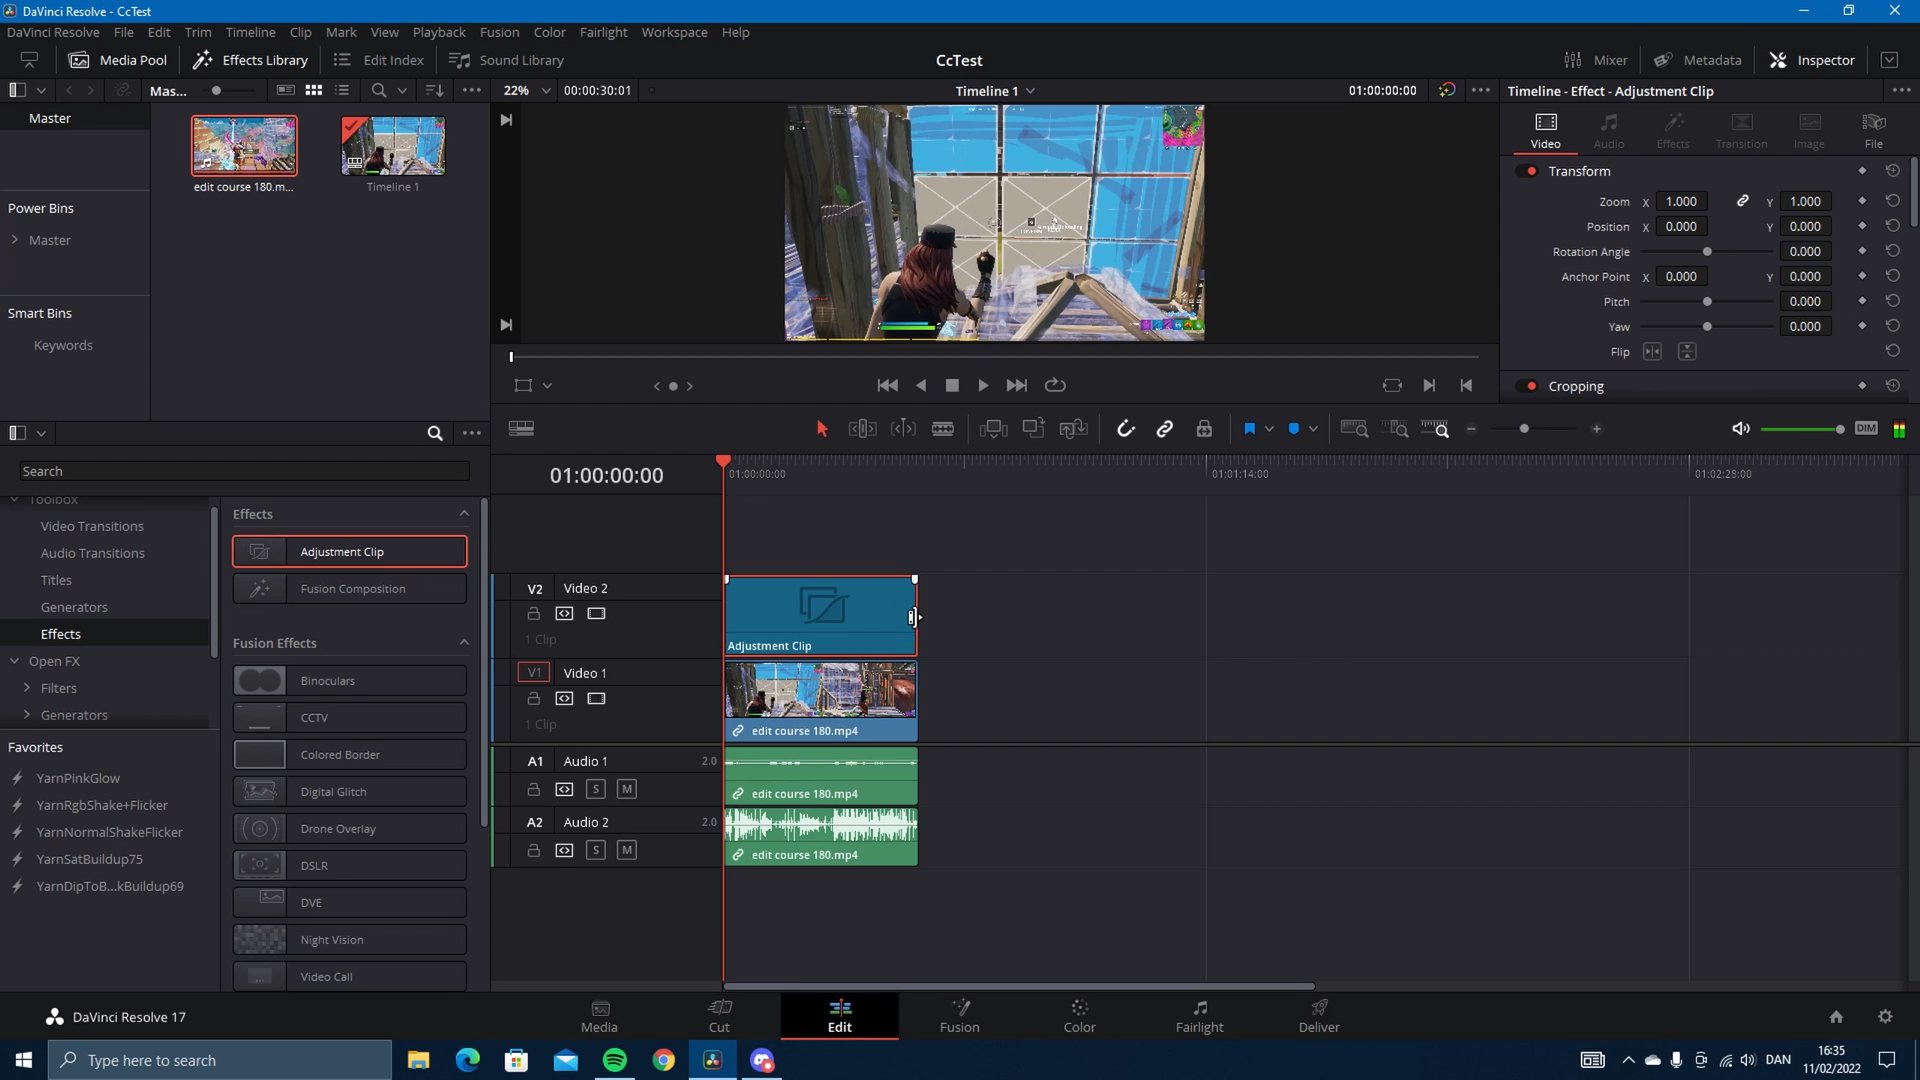 DaVinci Resolve - CcTest
DaVinci Resolve File Edit Trim Timeline Clip Mark View Playback Fusion Color Fairlight Workspace Help
Media Pool Effects Library Edit Index Sound Library CcTest Mixer Metadata Inspector
Mas... 22% 00:00:30:01 Timeline 1 01:00:00:00 Timeline - Effect - Adjustment Clip
Master
edit course 180.m... Timeline 1
Power Bins
Master
Smart Bins
Keywords
Video Audio Effects Transition Image File
Transform
Zoom X 1.000 Y 1.000
Position X 0.000 Y 0.000
Rotation Angle 0.000
Anchor Point X 0.000 Y 0.000
Pitch 0.000
Yaw 0.000
Flip
Cropping
DIM
Search
Toolbox
Video Transitions
Audio Transitions
Titles
Generators
Effects
Open FX
Filters
Generators
Favorites
YarnPinkGlow
YarnRgbShake+Flicker
YarnNormalShakeFlicker
YarnSatBuildup75
YarnDipToB...kBuildup69
Effects
Adjustment Clip
Fusion Composition
Fusion Effects
Binoculars
CCTV
Colored Border
Digital Glitch
Drone Overlay
DSLR
DVE
Night Vision
Video Call
01:00:00:00 01:00:00:00 01:01:14:00 01:02:28:00
V2 Video 2
1 Clip
Adjustment Clip
V1 Video 1
1 Clip
edit course 180.mp4
A1 Audio 1 2.0
S M
edit course 180.mp4
A2 Audio 2 2.0
S M
edit course 180.mp4
DaVinci Resolve 17
Media Cut Edit Fusion Color Fairlight Deliver
Type here to search
DAN
16:35
11/02/2022